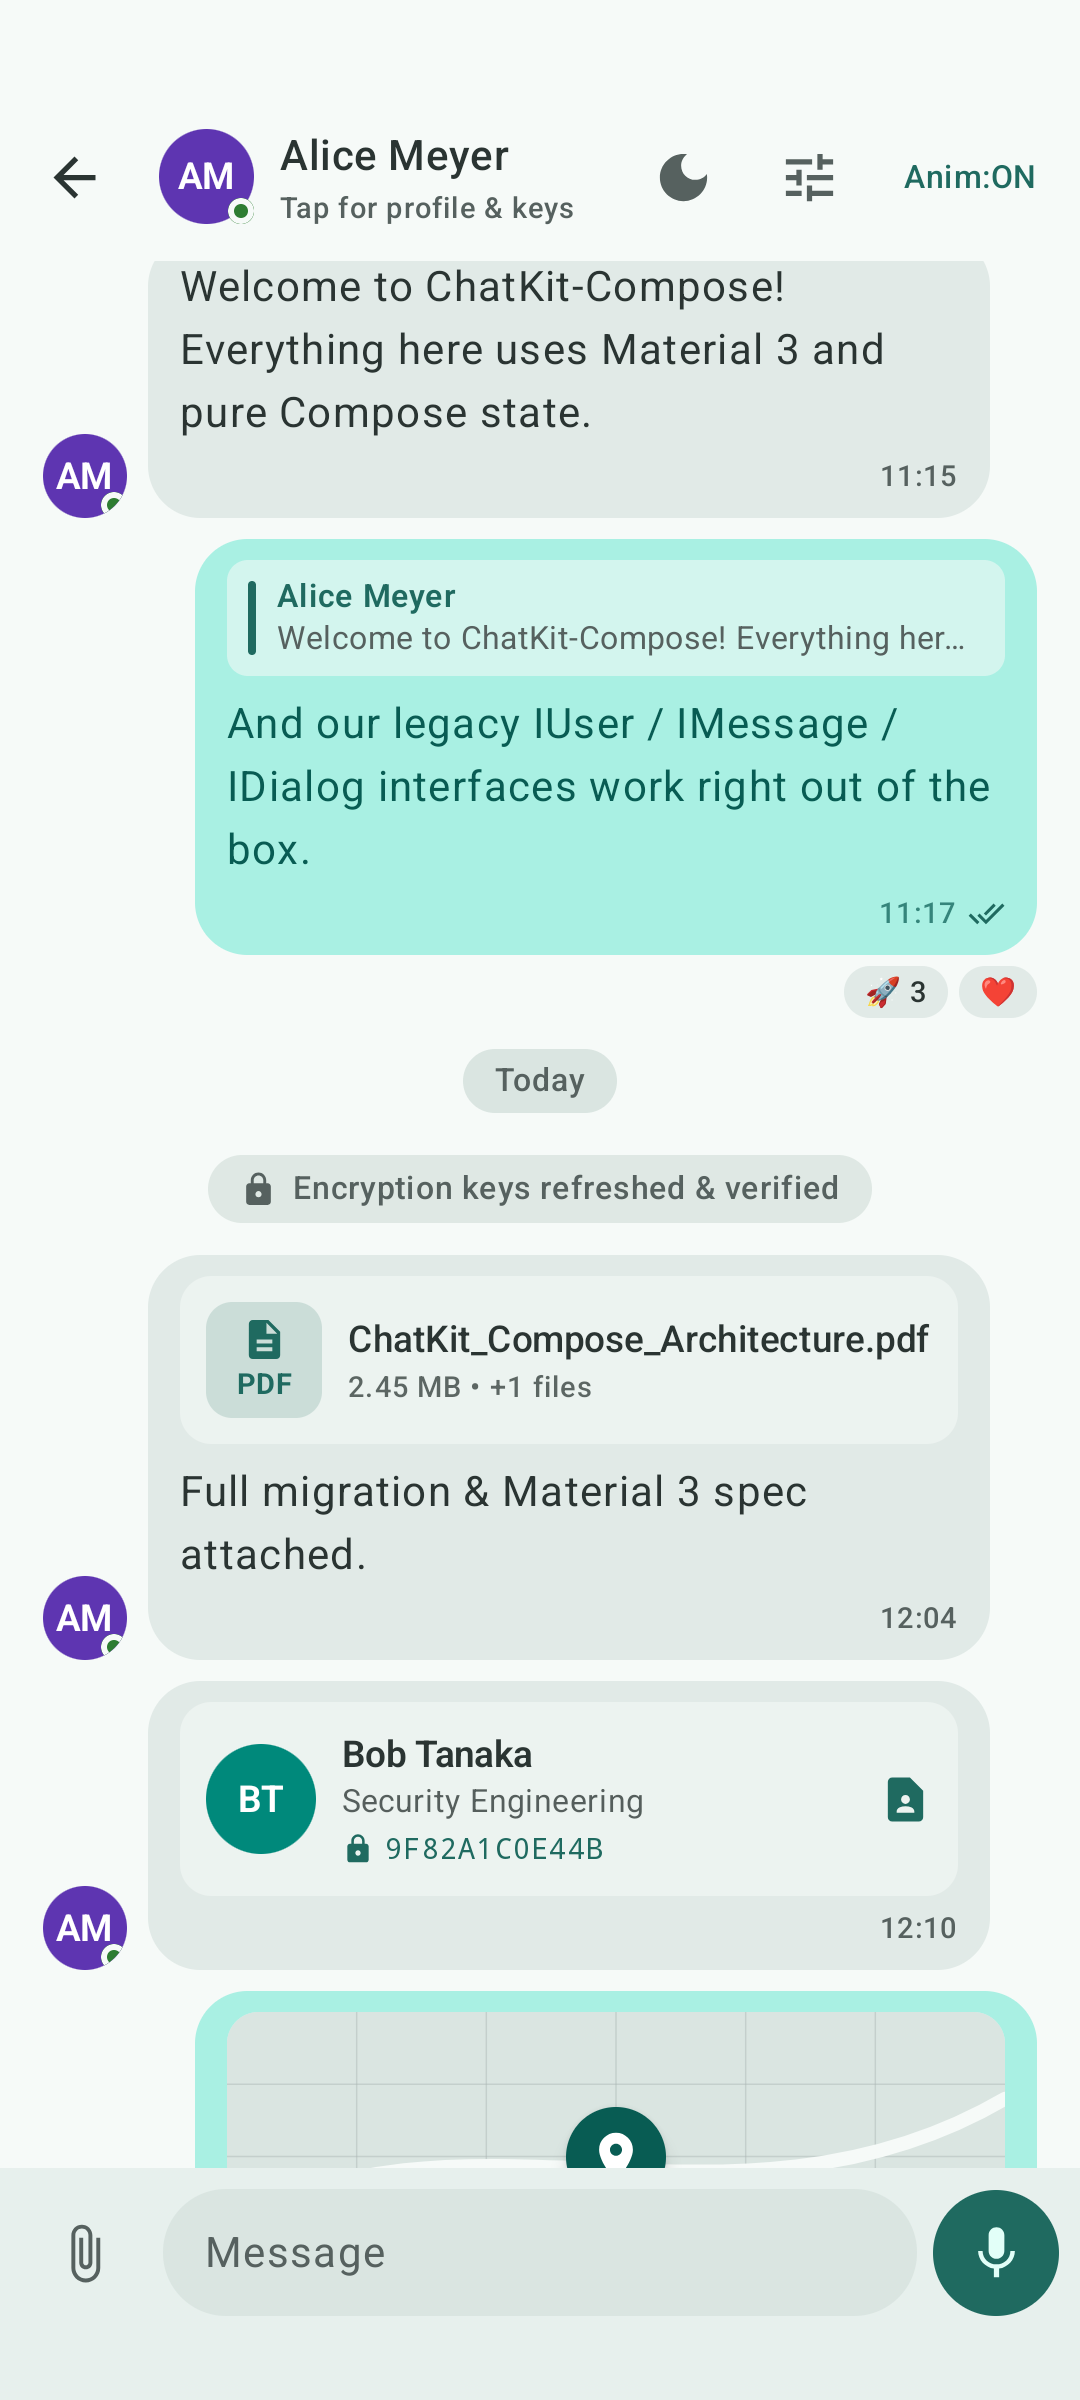 AM
Alice Meyer
Tap for profile & keys
Anim:ON
Welcome to ChatKit-Compose!
Everything here uses Material 3 and
pure Compose state.
AM
11:15
Alice Meyer
Welcome to ChatKit-Compose! Everything her…
And our legacy IUser / IMessage /
IDialog interfaces work right out of the
box.
11:17
🚀 3 ❤️
Today
Encryption keys refreshed & verified
PDF
ChatKit_Compose_Architecture.pdf
2.45 MB • +1 files
Full migration & Material 3 spec
attached.
AM
12:04
BT
Bob Tanaka
Security Engineering
9F82A1C0E44B
AM
12:10
Message